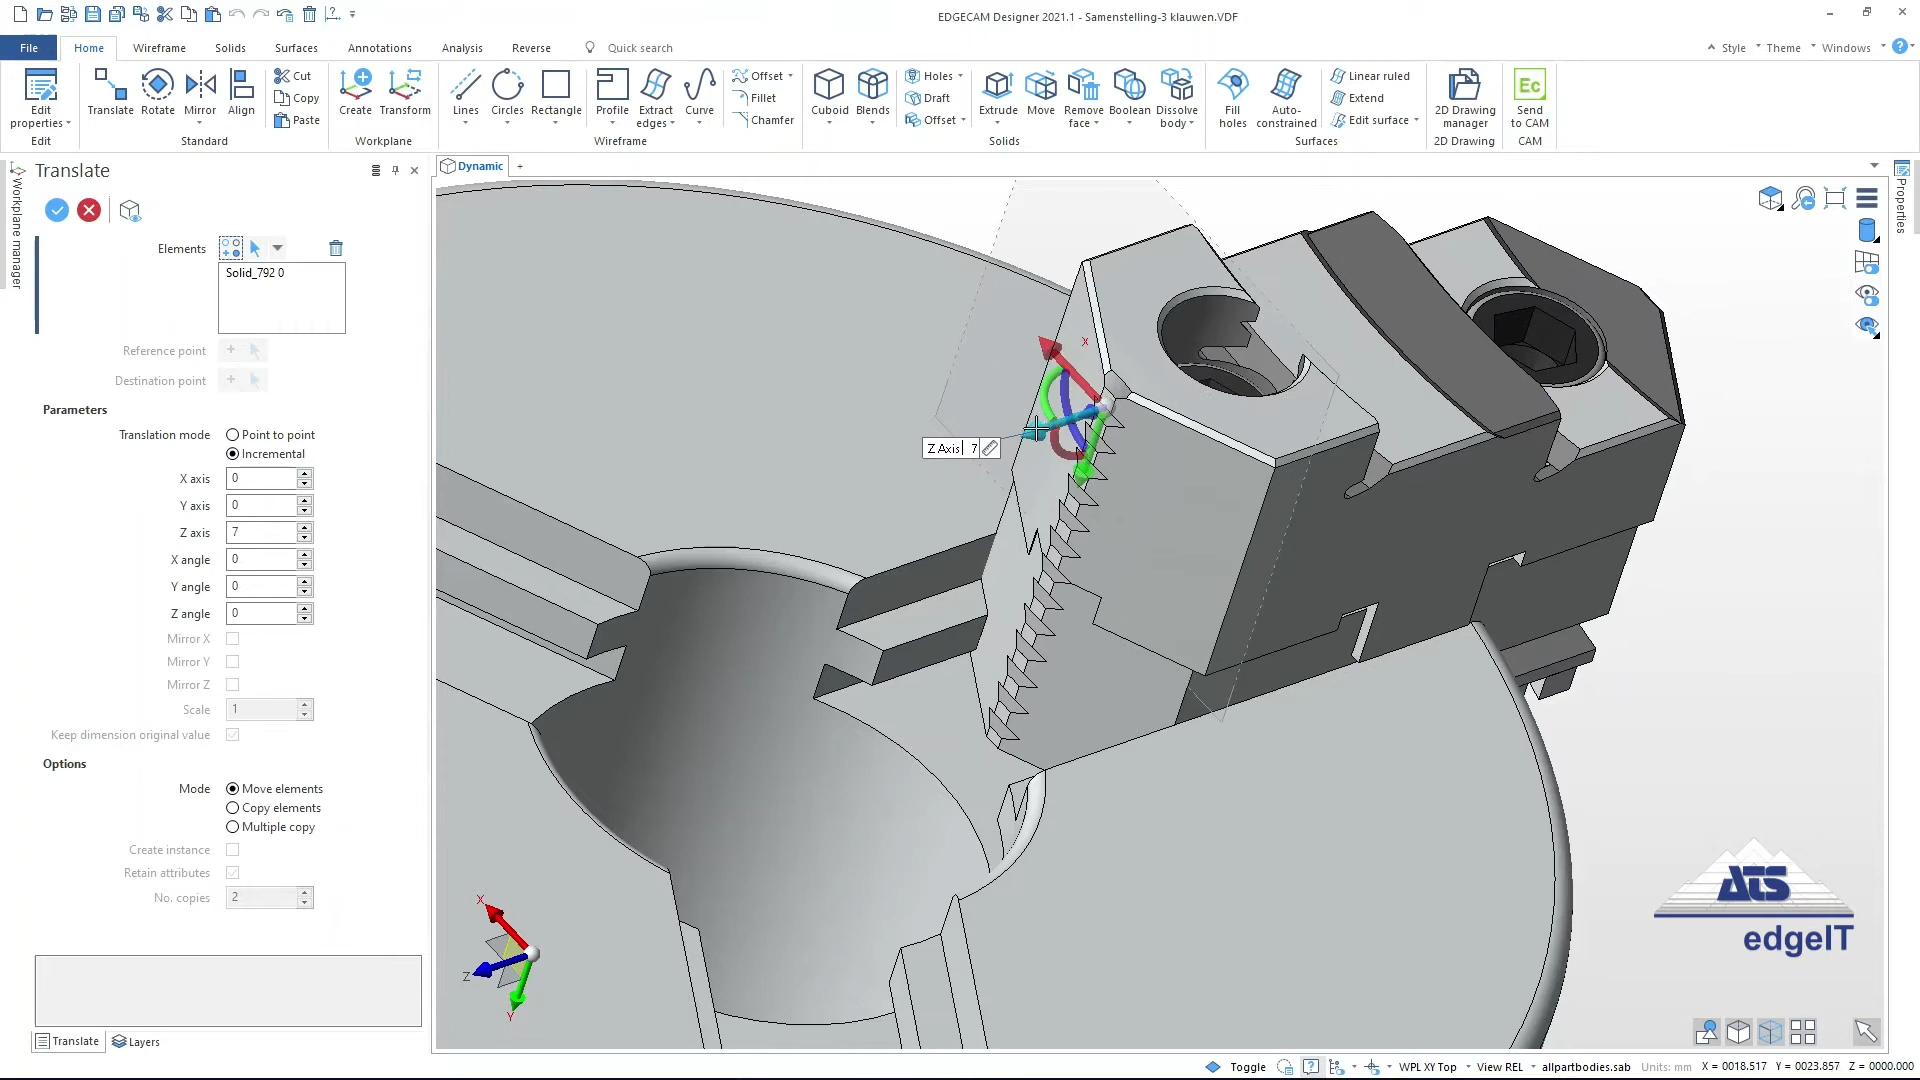 EDGECAM Designer 2021.1 - Samenstelling-3 klauwen.VDF
File Home Wireframe Solids Surfaces Annotations Analysis Reverse Quick search Style Theme Windows
Edit properties
Edit
Translate Rotate Mirror Align Cut Copy Paste
Standard
Create Transform
Workplane
Lines Circles Rectangle Profile Extract edges Curve Offset Fillet Chamfer
Wireframe
Cuboid Blends Holes Draft Offset Extrude Move Remove face Boolean Dissolve body
Solids
Fill holes Auto-constrained Linear ruled Extend Edit surface
Surfaces
2D Drawing manager
2D Drawing
Ec
Send to CAM
CAM
Workplane manager
Translate
Dynamic +
Properties
Elements
Solid_792 0
Reference point
Destination point
Parameters
Translation mode Point to point
Incremental
X axis 0
Y axis 0
Z axis 7
X angle 0
Y angle 0
Z angle 0
Mirror X
Mirror Y
Mirror Z
Scale 1
Keep dimension original value
Options
Mode Move elements
Copy elements
Multiple copy
Create instance
Retain attributes
No. copies 2
Translate Layers
X
Z Axis 7
X
Z
Y
ATS
edgeIT
Toggle WPL XY Top View REL allpartbodies.sab Units: mm X = 0018.517 Y = 0023.857 Z = 0000.000